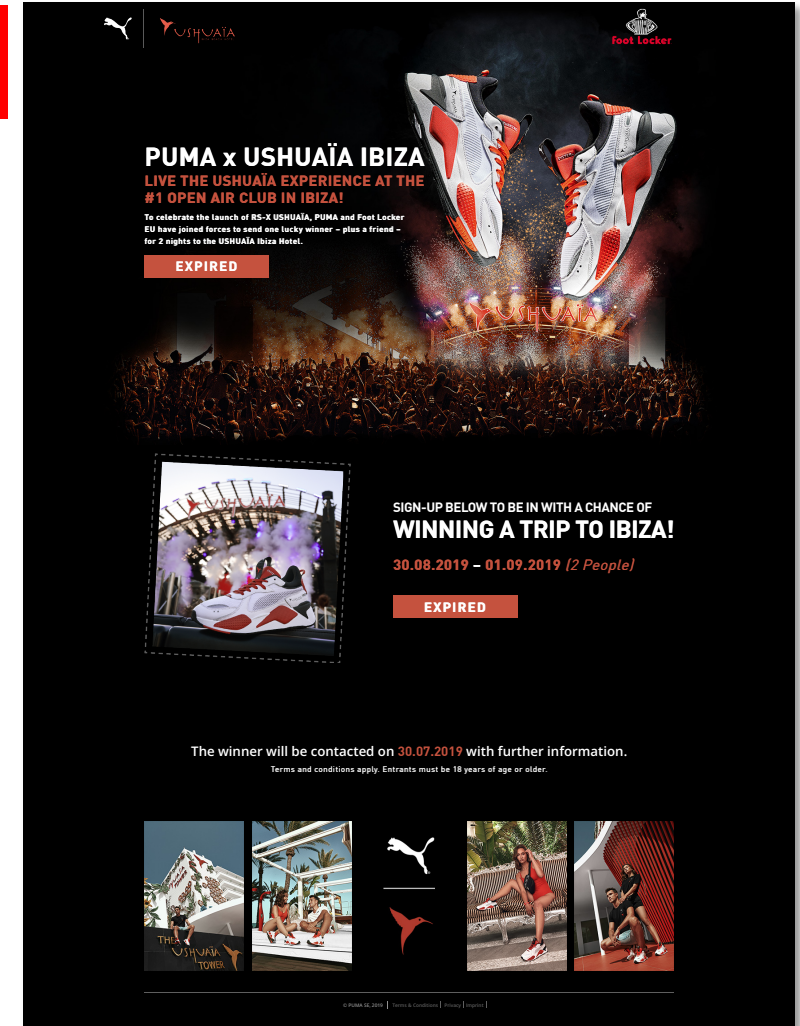 USHUAÏA
Foot Locker
PUMA x USHUAÏA IBIZA
LIVE THE USHUAÏA EXPERIENCE AT THE
#1 OPEN AIR CLUB IN IBIZA!
To celebrate the launch of RS-X USHUAÏA, PUMA and Foot Locker
EU have joined forces to send one lucky winner – plus a friend –
for 2 nights to the USHUAÏA Ibiza Hotel.
EXPIRED
USHUAÏA
USHUAÏA
SIGN-UP BELOW TO BE IN WITH A CHANCE OF
WINNING A TRIP TO IBIZA!
30.08.2019 – 01.09.2019 (2 People)
EXPIRED
The winner will be contacted on 30.07.2019 with further information.
Terms and conditions apply. Entrants must be 18 years of age or older.
THE
USHUAÏA
TOWER
© PUMA SE, 2019 | Terms & Conditions | Privacy | Imprint |